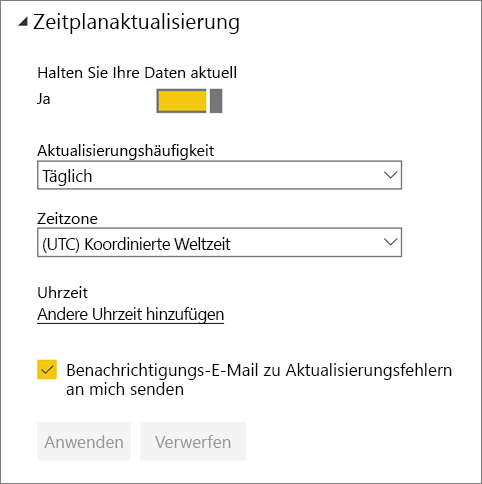 Zeitplanaktualisierung
Halten Sie Ihre Daten aktuell
Ja
Aktualisierungshäufigkeit
Täglich
Zeitzone
(UTC) Koordinierte Weltzeit
Uhrzeit
Andere Uhrzeit hinzufügen
Benachrichtigungs-E-Mail zu Aktualisierungsfehlern
an mich senden
Anwenden Verwerfen